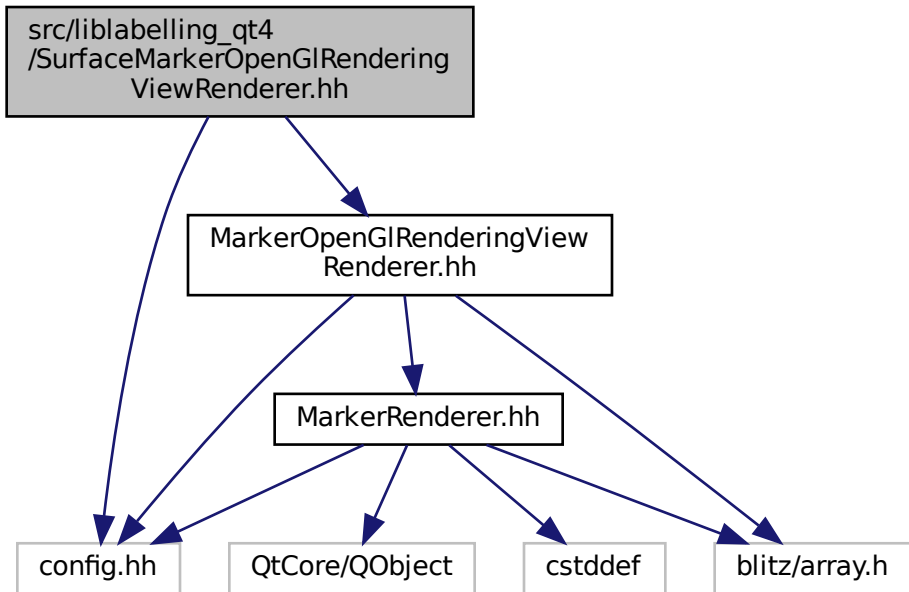 src/liblabelling_qt4
/SurfaceMarkerOpenGlRendering
ViewRenderer.hh
MarkerOpenGlRenderingView
Renderer.hh
MarkerRenderer.hh
config.hh
QtCore/QObject
cstddef
blitz/array.h